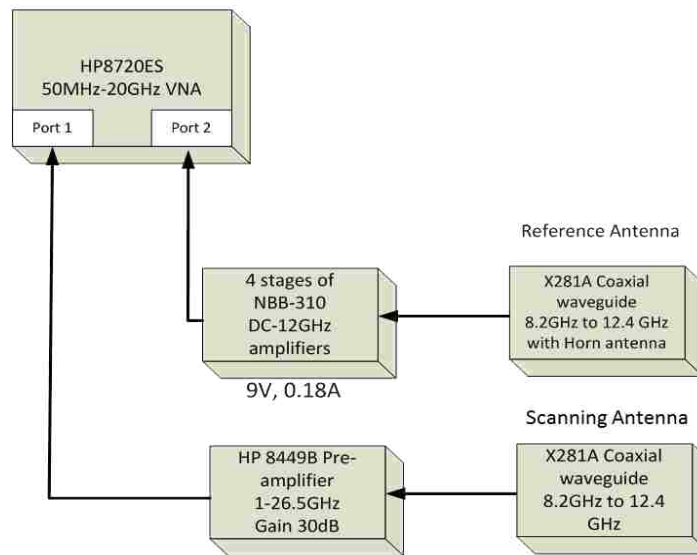 HP8720ES
50MHz-20GHz VNA
Port 1
Port 2
Reference Antenna
4 stages of
NBB-310
DC-12GHz
amplifiers
X281A Coaxial
waveguide
8.2GHz to 12.4 GHz
with Horn antenna
9V, 0.18A
Scanning Antenna
HP 8449B Pre-
amplifier
1-26.5GHz
Gain 30dB
X281A Coaxial
waveguide
8.2GHz to 12.4
GHz